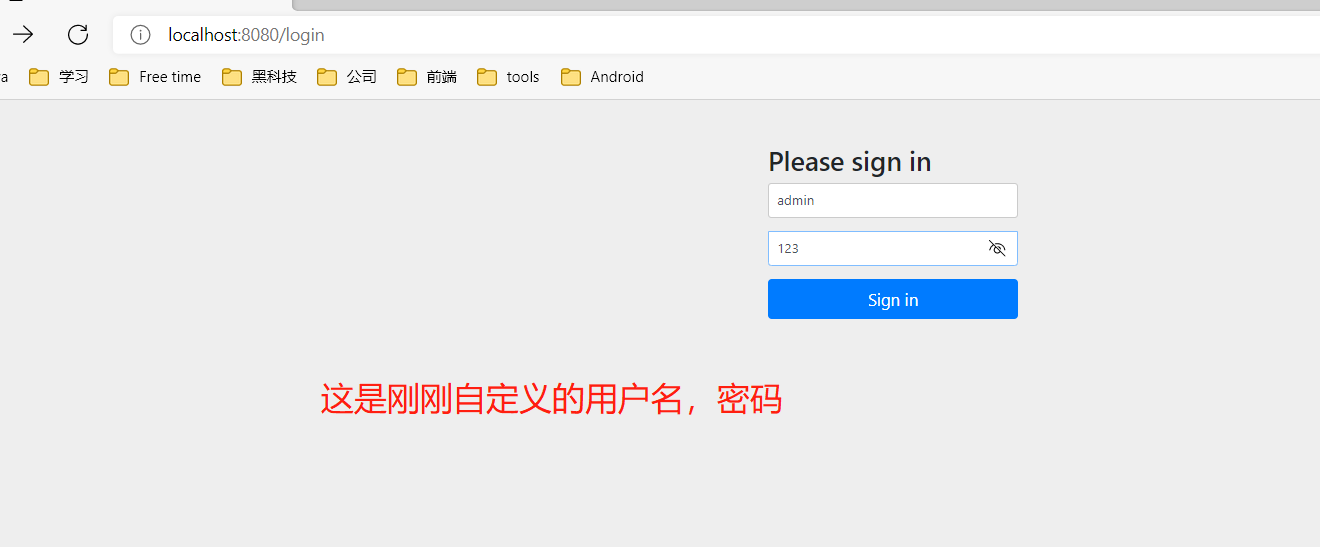 localhost:8080/login
a 学习 Free time 黑科技 公司 前端 tools Android
Please sign in
admin
123
Sign in
这是刚刚自定义的用户名，密码